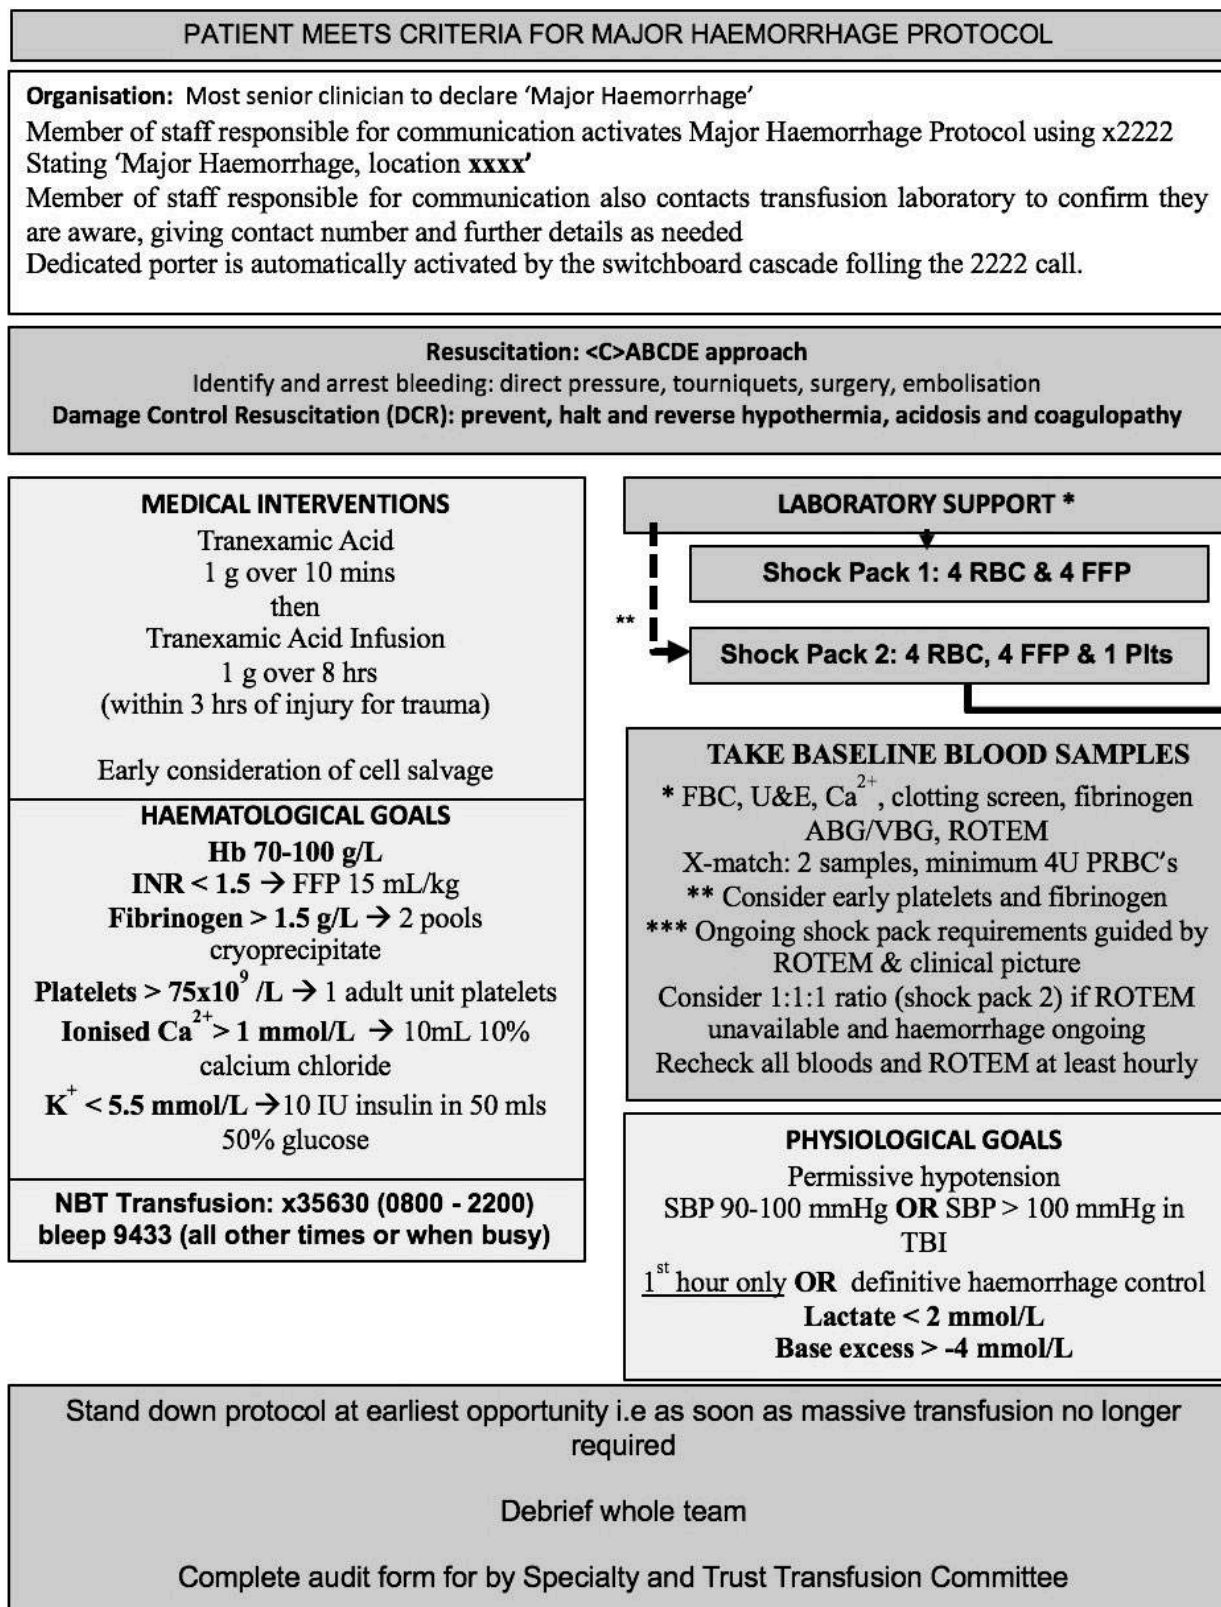 PATIENT MEETS CRITERIA FOR MAJOR HAEMORRHAGE PROTOCOL
Organisation: Most senior clinician to declare ‘Major Haemorrhage’
Member of staff responsible for communication activates Major Haemorrhage Protocol using x2222
Stating ‘Major Haemorrhage, location xxxx’
Member of staff responsible for communication also contacts transfusion laboratory to confirm they
are aware, giving contact number and further details as needed
Dedicated porter is automatically activated by the switchboard cascade folling the 2222 call.
Resuscitation: <C>ABCDE approach
Identify and arrest bleeding: direct pressure, tourniquets, surgery, embolisation
Damage Control Resuscitation (DCR): prevent, halt and reverse hypothermia, acidosis and coagulopathy
MEDICAL INTERVENTIONS
Tranexamic Acid
1 g over 10 mins
then
Tranexamic Acid Infusion
1 g over 8 hrs
(within 3 hrs of injury for trauma)
Early consideration of cell salvage
HAEMATOLOGICAL GOALS
Hb 70-100 g/L
INR < 1.5 → FFP 15 mL/kg
Fibrinogen > 1.5 g/L → 2 pools
cryoprecipitate
Platelets > 75x10⁹ /L → 1 adult unit platelets
Ionised Ca²⁺> 1 mmol/L → 10mL 10%
calcium chloride
K⁺ < 5.5 mmol/L →10 IU insulin in 50 mls
50% glucose
NBT Transfusion: x35630 (0800 - 2200)
bleep 9433 (all other times or when busy)
LABORATORY SUPPORT *
Shock Pack 1: 4 RBC & 4 FFP
**
Shock Pack 2: 4 RBC, 4 FFP & 1 Plts
TAKE BASELINE BLOOD SAMPLES
* FBC, U&E, Ca²⁺, clotting screen, fibrinogen
ABG/VBG, ROTEM
X-match: 2 samples, minimum 4U PRBC's
** Consider early platelets and fibrinogen
*** Ongoing shock pack requirements guided by
ROTEM & clinical picture
Consider 1:1:1 ratio (shock pack 2) if ROTEM
unavailable and haemorrhage ongoing
Recheck all bloods and ROTEM at least hourly
PHYSIOLOGICAL GOALS
Permissive hypotension
SBP 90-100 mmHg OR SBP > 100 mmHg in
TBI
1st hour only OR definitive haemorrhage control
Lactate < 2 mmol/L
Base excess > -4 mmol/L
Stand down protocol at earliest opportunity i.e as soon as massive transfusion no longer
required
Debrief whole team
Complete audit form for by Specialty and Trust Transfusion Committee